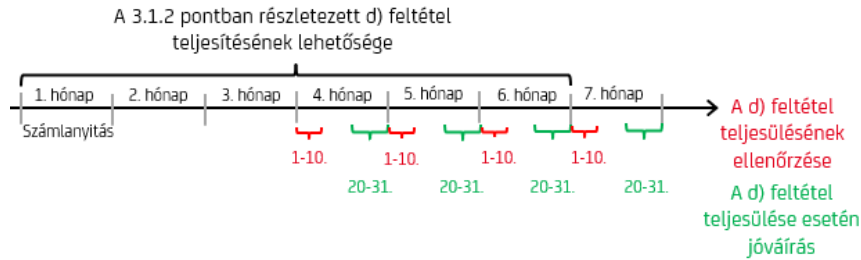 A 3.1.2 pontban részletezett d) feltétel
teljesítésének lehetősége
1. hónap 2. hónap 3. hónap 4. hónap 5. hónap 6. hónap 7. hónap
Számlanyitás
1-10. 1-10. 1-10. 1-10.
20-31. 20-31. 20-31. 20-31.
A d) feltétel
teljesülésének
ellenőrzése
A d) feltétel
teljesülése esetén
jóváírás